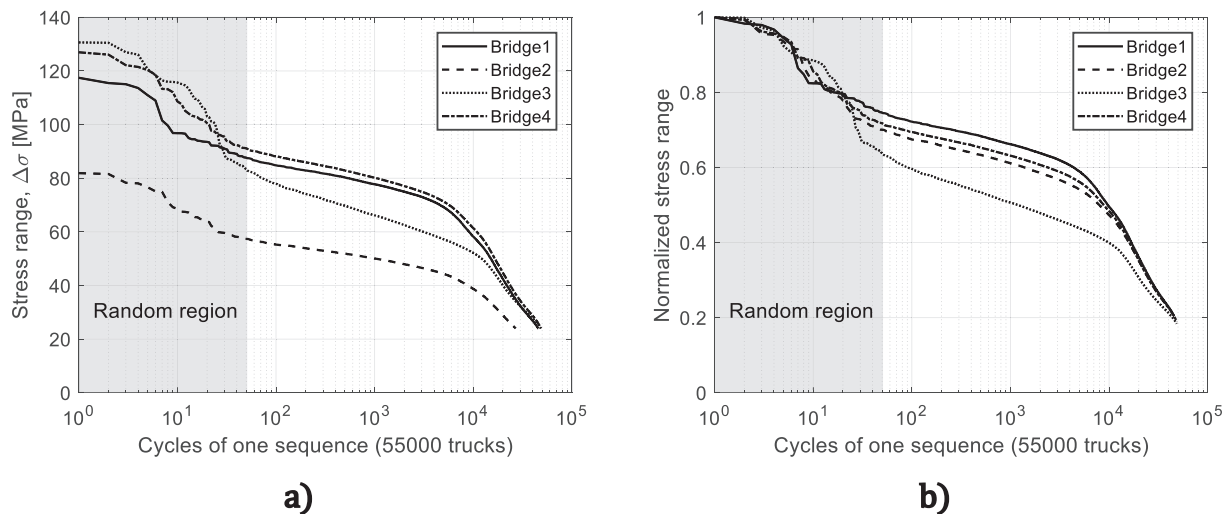 140
120
100
80
60
40
20
0
Stress range, Δσ [MPa]
Bridge1
Bridge2
Bridge3
Bridge4
Random region
10^0
10^1
10^2
10^3
10^4
10^5
Cycles of one sequence (55000 trucks)
a)
1
0.8
0.6
0.4
0.2
0
Normalized stress range
Bridge1
Bridge2
Bridge3
Bridge4
Random region
10^0
10^1
10^2
10^3
10^4
10^5
Cycles of one sequence (55000 trucks)
b)